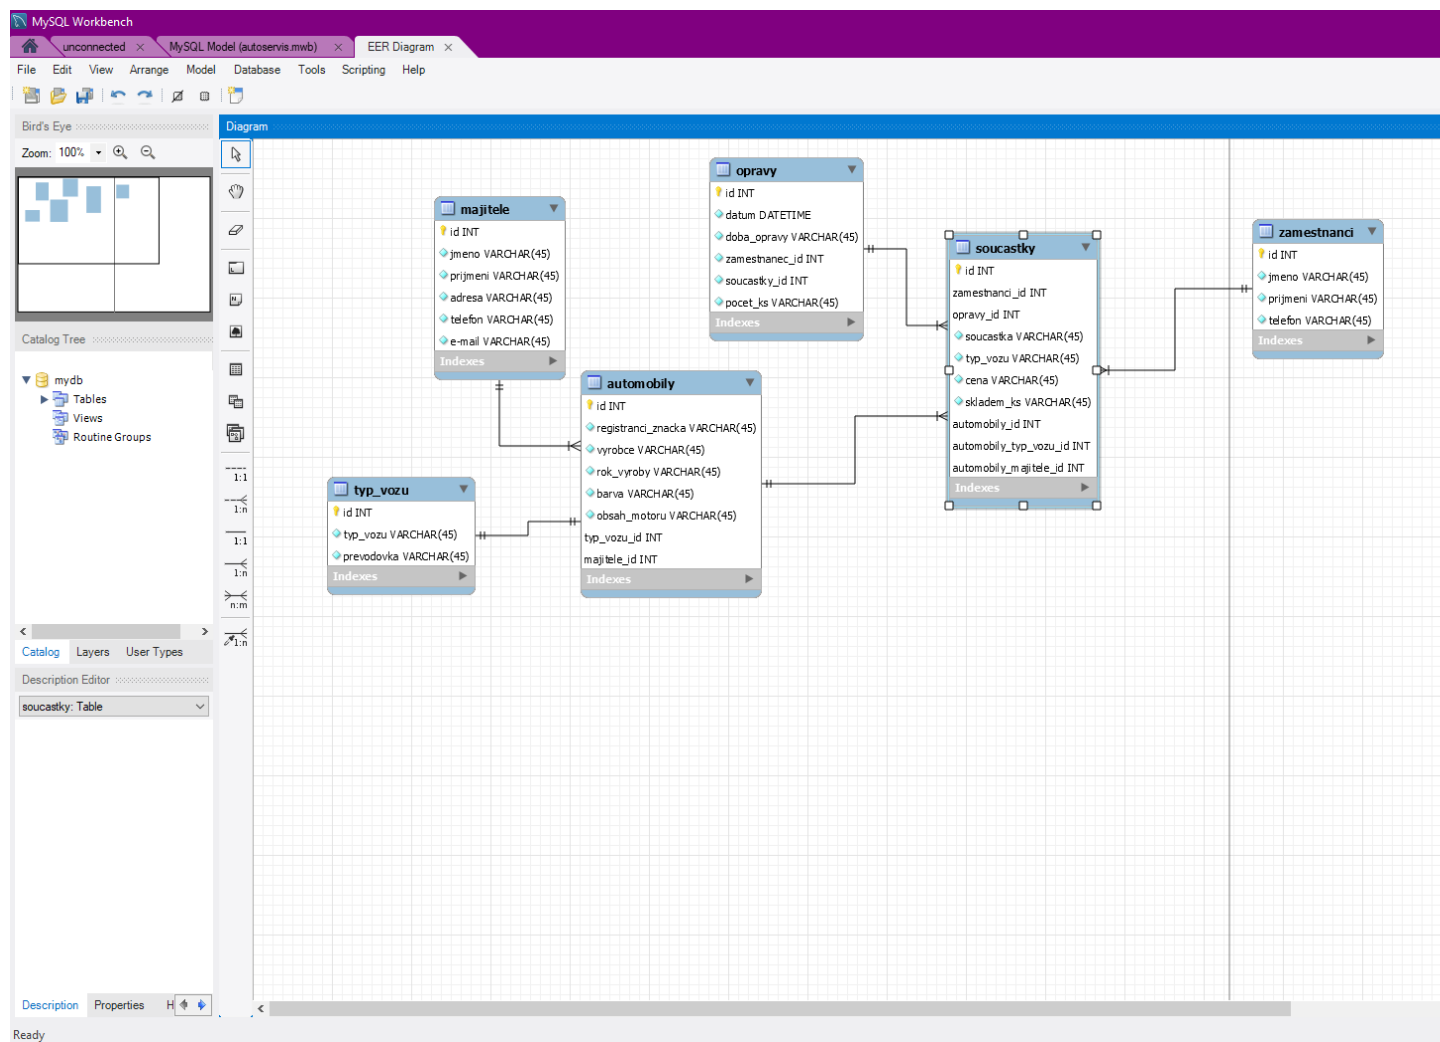 MySQL Workbench
unconnected × MySQL Model (autoservis.mwb) × EER Diagram ×
File Edit View Arrange Model Database Tools Scripting Help
Bird's Eye
Zoom: 100%
Catalog Tree
mydb
Tables
Views
Routine Groups
Catalog Layers User Types
Description Editor
soucastky: Table
Description Properties H
Ready
Diagram
1:1
1:n
1:1
1:n
n:m
1:n
majitele
id INT
jmeno VARCHAR(45)
prijmeni VARCHAR(45)
adresa VARCHAR(45)
telefon VARCHAR(45)
e-mail VARCHAR(45)
Indexes
typ_vozu
id INT
typ_vozu VARCHAR(45)
prevodovka VARCHAR(45)
Indexes
automobily
id INT
registranci_znacka VARCHAR(45)
vyrobce VARCHAR(45)
rok_vyroby VARCHAR(45)
barva VARCHAR(45)
obsah_motoru VARCHAR(45)
typ_vozu_id INT
majitele_id INT
Indexes
opravy
id INT
datum DATETIME
doba_opravy VARCHAR(45)
zamestnanec_id INT
soucastky_id INT
pocet_ks VARCHAR(45)
Indexes
soucastky
id INT
zamestnanci_id INT
opravy_id INT
soucastka VARCHAR(45)
typ_vozu VARCHAR(45)
cena VARCHAR(45)
skladem_ks VARCHAR(45)
automobily_id INT
automobily_typ_vozu_id INT
automobily_majitele_id INT
Indexes
zamestnanci
id INT
jmeno VARCHAR(45)
prijmeni VARCHAR(45)
telefon VARCHAR(45)
Indexes